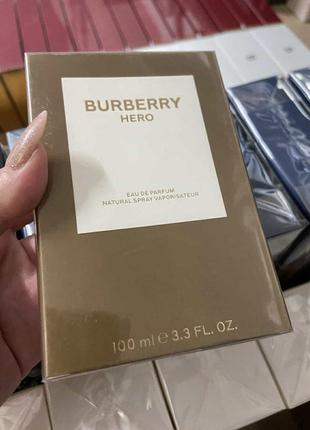 BURBERRY
HERO
EAU DE PARFUM
NATURAL SPRAY VAPORISATEUR
100 ml ℮ 3.3 FL. OZ.